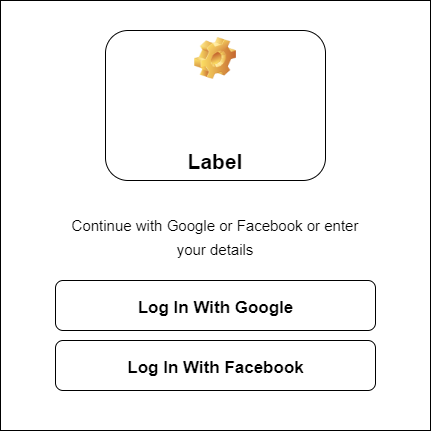 Label
Continue with Google or Facebook or enter
your details
Log In With Google
Log In With Facebook